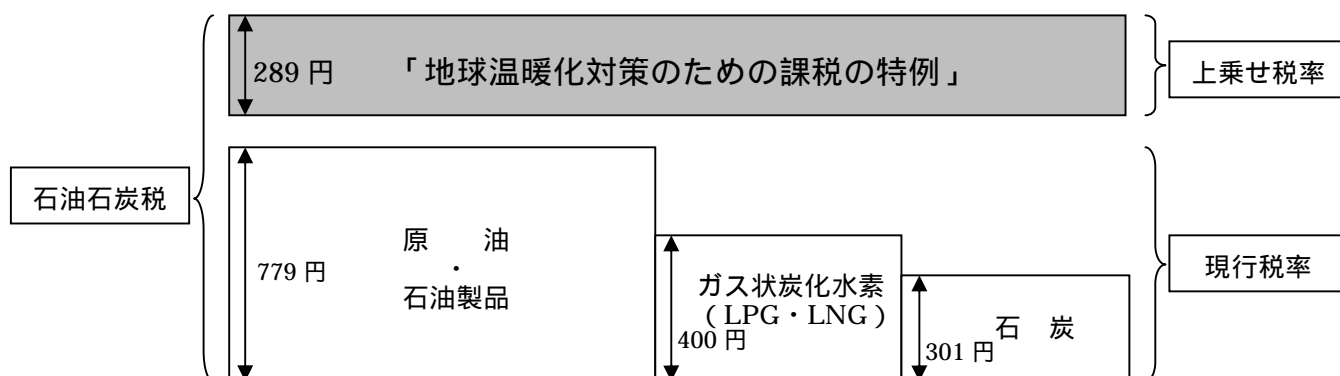 289 円 「地球温暖化対策のための課税の特例」
上乗せ税率
石油石炭税
779 円
原 油
・
石油製品
ガス状炭化水素
(LPG・LNG)
400 円
石 炭
301 円
現行税率